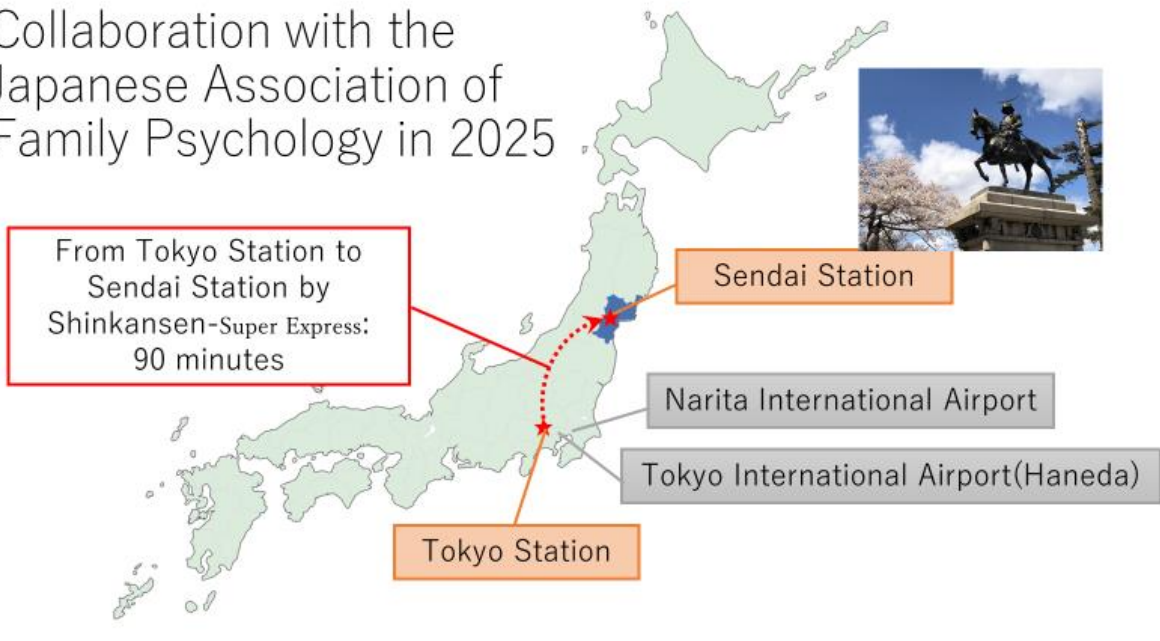 Collaboration with the
Japanese Association of
Family Psychology in 2025
From Tokyo Station to
Sendai Station by
Shinkansen-Super Express:
90 minutes
Sendai Station
Narita International Airport
Tokyo International Airport(Haneda)
Tokyo Station